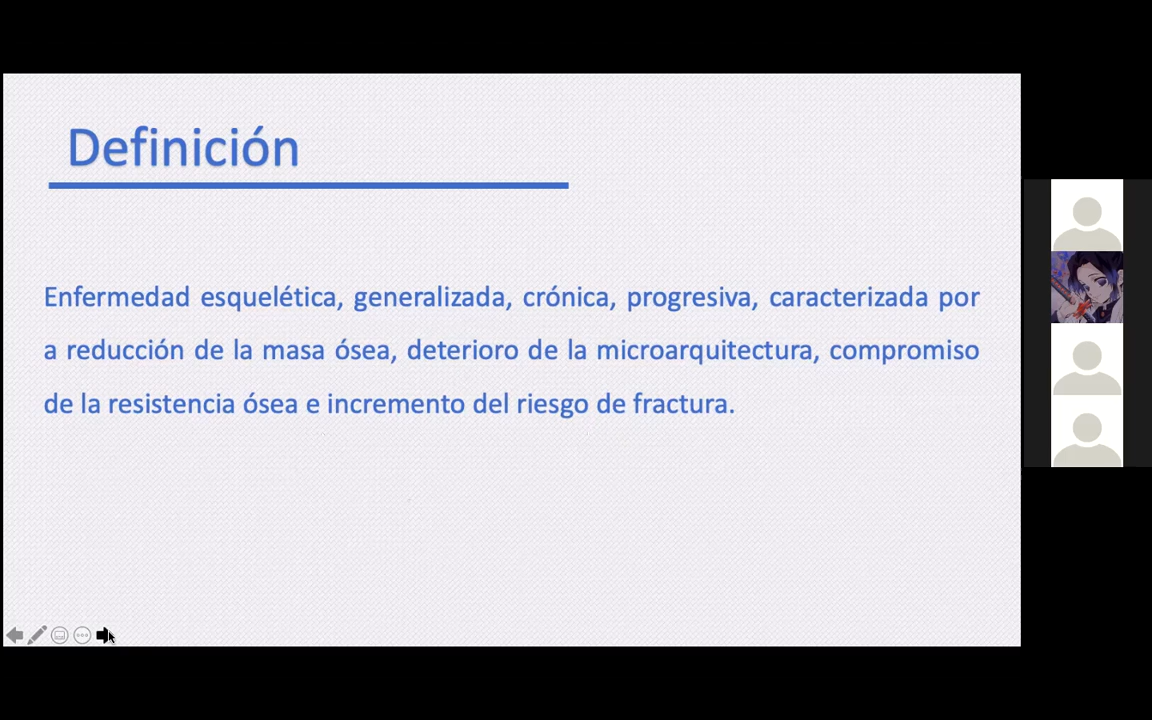 Definición
Enfermedad esquelética, generalizada, crónica, progresiva, caracterizada por
a reducción de la masa ósea, deterioro de la microarquitectura, compromiso
de la resistencia ósea e incremento del riesgo de fractura.